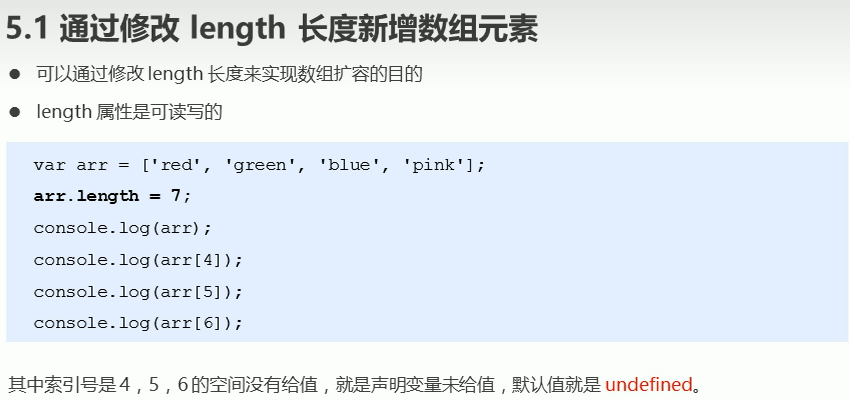 5.1 通过修改 length 长度新增数组元素
● 可以通过修改 length 长度来实现数组扩容的目的
● length 属性是可读写的
var arr = ['red', 'green', 'blue', 'pink'];
arr.length = 7;
console.log(arr);
console.log(arr[4]);
console.log(arr[5]);
console.log(arr[6]);
其中索引号是 4，5，6 的空间没有给值，就是声明变量未给值，默认值就是 undefined。